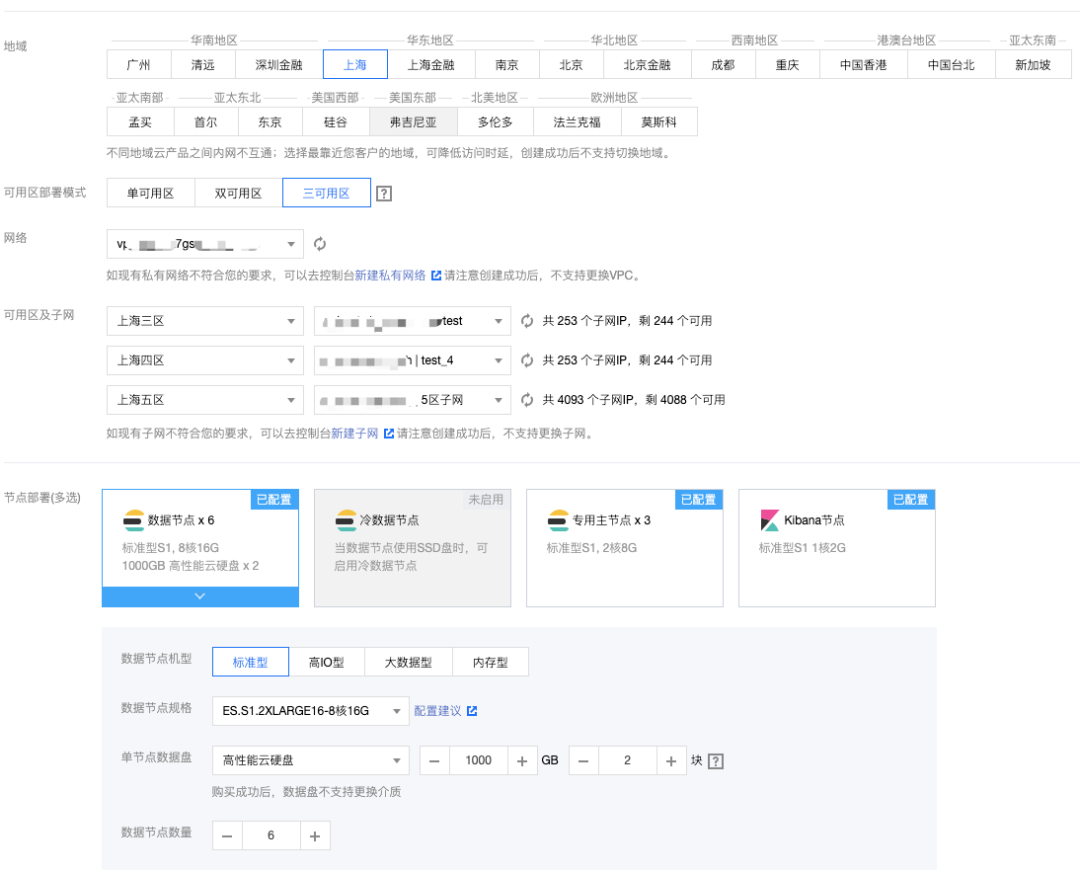 华南地区 华东地区 华北地区 西南地区 港澳台地区 亚太东南
地域 广州 清远 深圳金融 上海 上海金融 南京 北京 北京金融 成都 重庆 中国香港 中国台北 新加坡
亚太南部 亚太东北 美国西部 美国东部 北美地区 欧洲地区
孟买 首尔 东京 硅谷 弗吉尼亚 多伦多 法兰克福 莫斯科
不同地域云产品之间内网不互通；选择最靠近您客户的地域，可降低访问时延，创建成功后不支持切换地域。
可用区部署模式 单可用区 双可用区 三可用区 ?
网络
如现有私有网络不符合您的要求，可以去控制台新建私有网络 请注意创建成功后，不支持更换VPC。
可用区及子网 上海三区 test 共 253 个子网IP，剩 244 个可用
上海四区 | test_4 共 253 个子网IP，剩 244 个可用
上海五区 5区子网 共 4093 个子网IP，剩 4088 个可用
如现有子网不符合您的要求，可以去控制台新建子网 请注意创建成功后，不支持更换子网。
节点部署(多选) 已配置 未启用 已配置 已配置
数据节点 x 6 冷数据节点 专用主节点 x 3 Kibana节点
标准型S1, 8核16G 当数据节点使用SSD盘时，可 标准型S1, 2核8G 标准型S1 1核2G
1000GB 高性能云硬盘 x 2 启用冷数据节点
数据节点机型 标准型 高IO型 大数据型 内存型
数据节点规格 ES.S1.2XLARGE16-8核16G 配置建议
单节点数据盘 高性能云硬盘 − 1000 + GB − 2 + 块 ?
购买成功后，数据盘不支持更换介质
数据节点数量 − 6 +